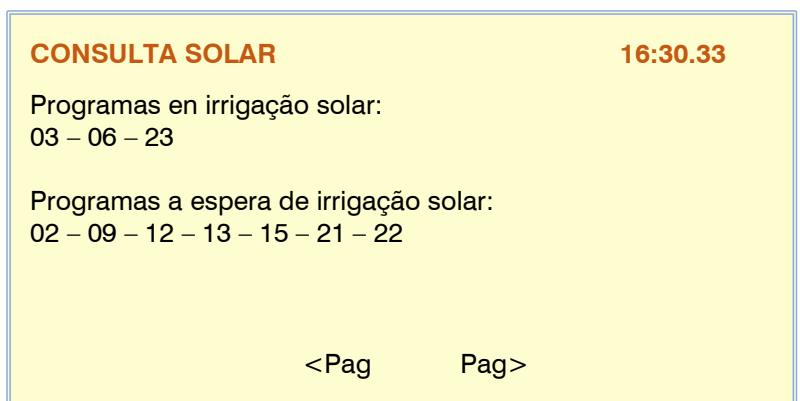 CONSULTA SOLAR 16:30.33
Programas en irrigação solar:
03 – 06 – 23
Programas a espera de irrigação solar:
02 – 09 – 12 – 13 – 15 – 21 – 22
<Pag Pag>